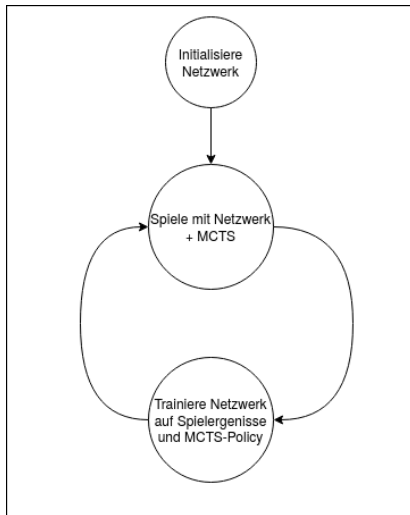 Initialisiere
Netzwerk
Spiele mit Netzwerk
+ MCTS
Trainiere Netzwerk
auf Spielergenisse
und MCTS-Policy